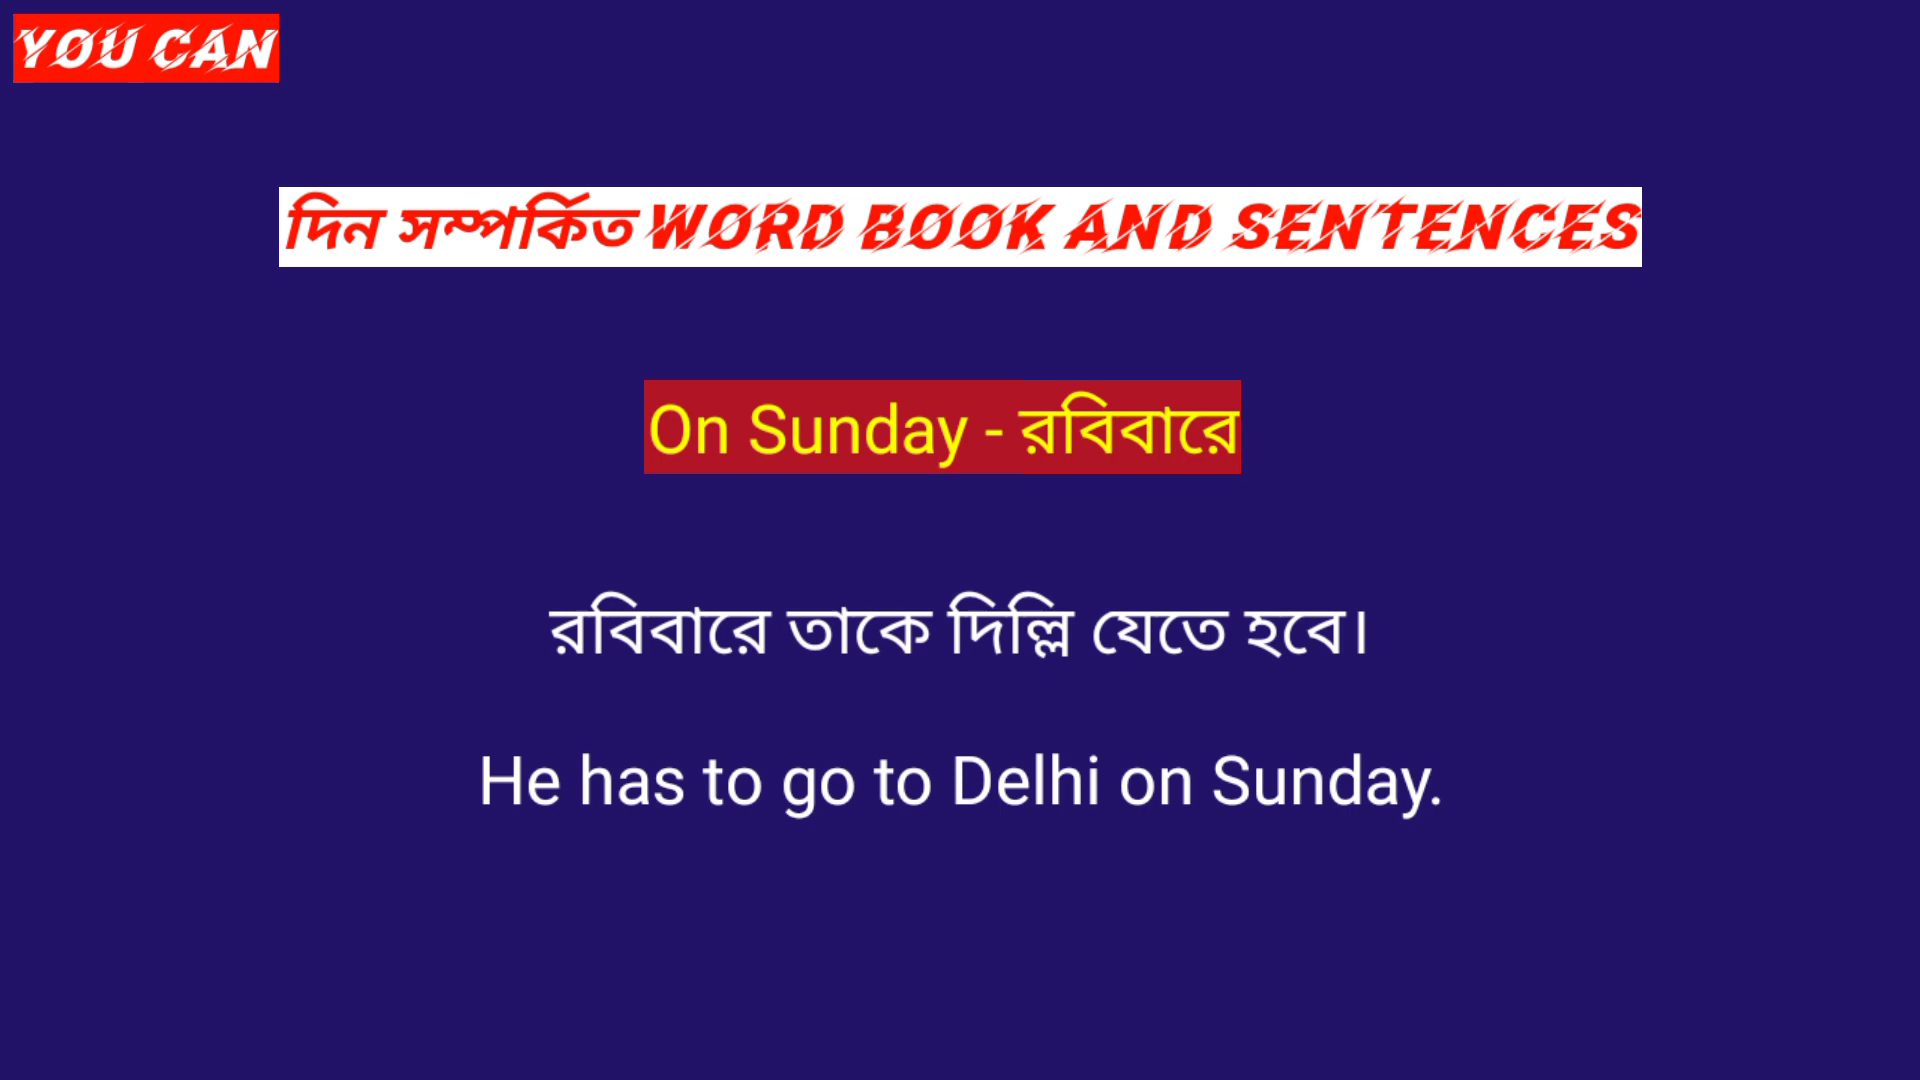 YOU CAN
দিন সম্পর্কিত WORD BOOK AND SENTENCES
On Sunday - রবিবারে
রবিবারে তাকে দিল্লি যেতে হবে।
He has to go to Delhi on Sunday.